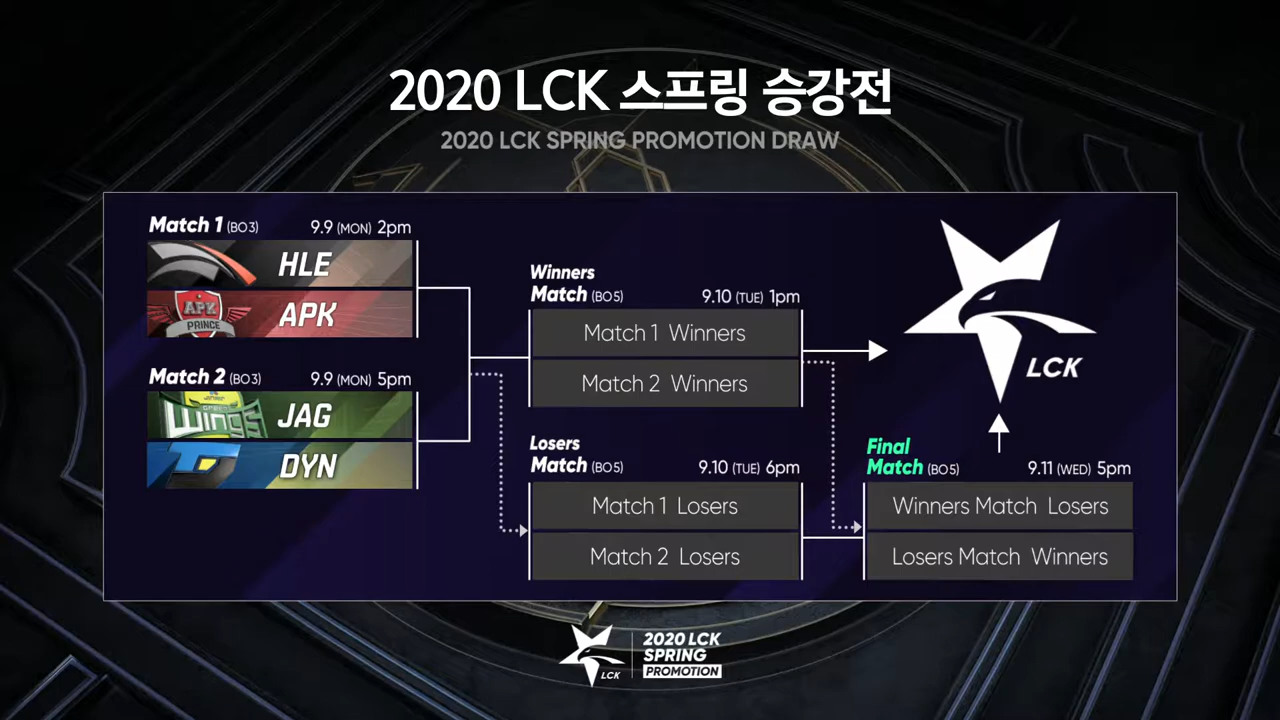 2020 LCK 스프링 승강전
2020 LCK SPRING PROMOTION DRAW
Match 1 (BO3) 9.9 (MON) 2pm
HLE
APK PRINCE APK
Match 2 (BO3) 9.9 (MON) 5pm
WINGS JAG
DYN
Winners
Match (BO5) 9.10 (TUE) 1pm
Match 1 Winners
Match 2 Winners
Losers
Match (BO5) 9.10 (TUE) 6pm
Match 1 Losers
Match 2 Losers
LCK
Final
Match (BO5) 9.11 (WED) 5pm
Winners Match Losers
Losers Match Winners
LCK
2020 LCK
SPRING
PROMOTION